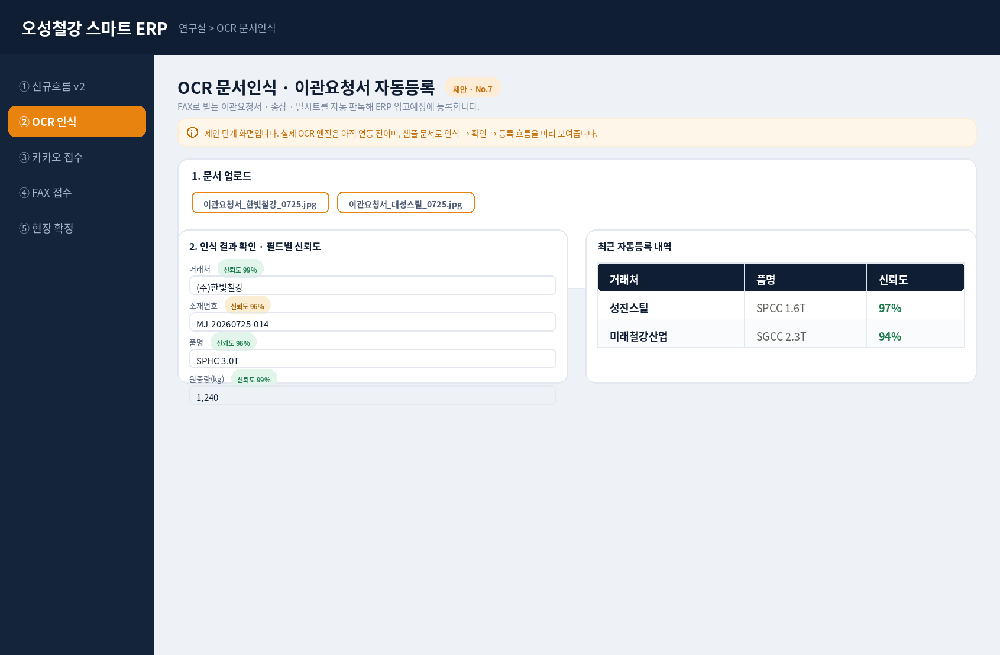 오성철강 스마트 ERP 연구실 > OCR 문서인식
① 신규흐름 v2
② OCR 인식
③ 카카오 접수
④ FAX 접수
⑤ 현장 확정
OCR 문서인식 · 이관요청서 자동등록 제안 · No.7
FAX로 받는 이관요청서 · 송장 · 밀시트를 자동 판독해 ERP 입고예정에 등록합니다.
제안 단계 화면입니다. 실제 OCR 엔진은 아직 연동 전이며, 샘플 문서로 인식 → 확인 → 등록 흐름을 미리 보여줍니다.
1. 문서 업로드
이관요청서_한빛철강_0725.jpg 이관요청서_대성스틸_0725.jpg
2. 인식 결과 확인 · 필드별 신뢰도
거래처 신뢰도 99%
(주)한빛철강
소재번호 신뢰도 96%
MJ-20260725-014
품명 신뢰도 98%
SPHC 3.0T
원중량(kg) 신뢰도 99%
1,240
최근 자동등록 내역
거래처 품명 신뢰도
성진스틸 SPCC 1.6T 97%
미래철강산업 SGCC 2.3T 94%